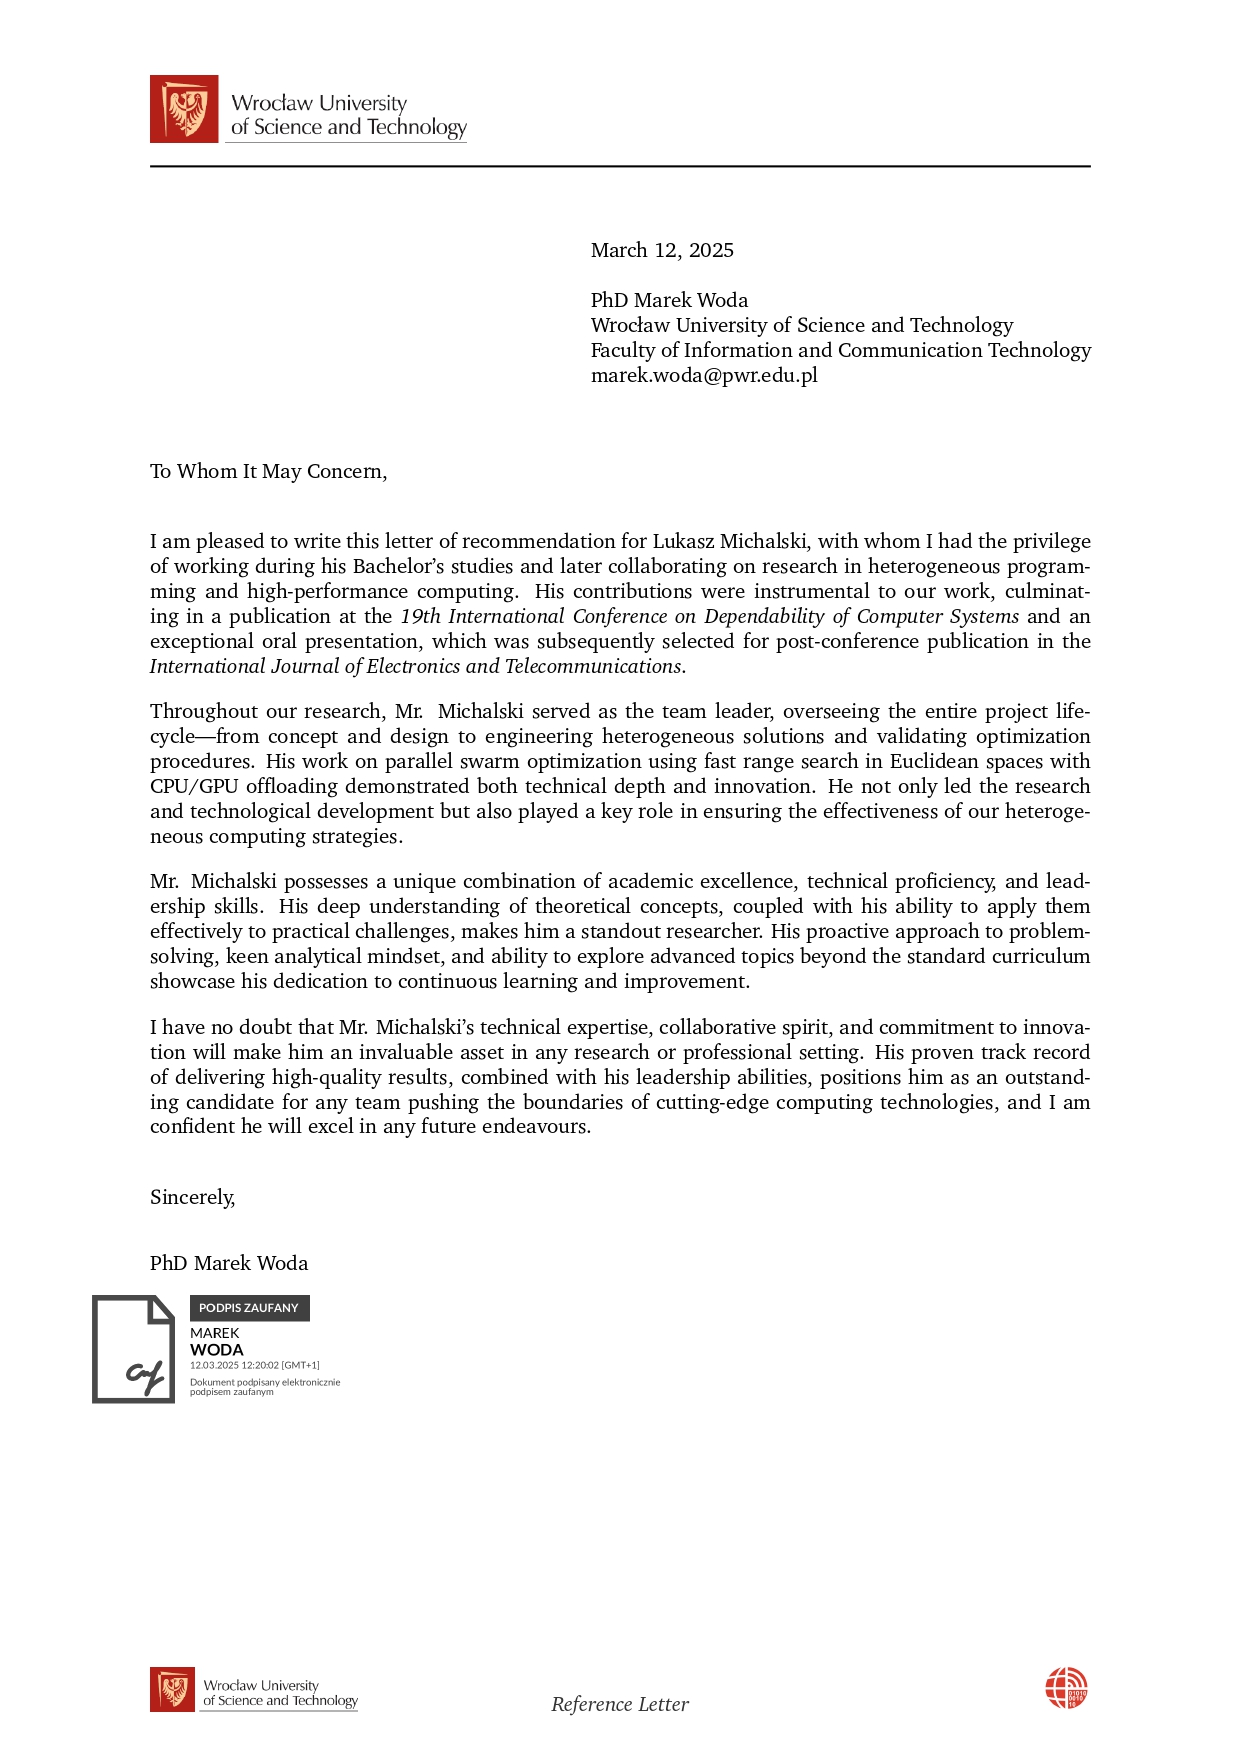 Wrocław University
of Science and Technology
March 12, 2025
PhD Marek Woda
Wrocław University of Science and Technology
Faculty of Information and Communication Technology
marek.woda@pwr.edu.pl
To Whom It May Concern,
I am pleased to write this letter of recommendation for Lukasz Michalski, with whom I had the privilege
of working during his Bachelor’s studies and later collaborating on research in heterogeneous program-
ming and high-performance computing. His contributions were instrumental to our work, culminat-
ing in a publication at the 19th International Conference on Dependability of Computer Systems and an
exceptional oral presentation, which was subsequently selected for post-conference publication in the
International Journal of Electronics and Telecommunications.
Throughout our research, Mr. Michalski served as the team leader, overseeing the entire project life-
cycle—from concept and design to engineering heterogeneous solutions and validating optimization
procedures. His work on parallel swarm optimization using fast range search in Euclidean spaces with
CPU/GPU offloading demonstrated both technical depth and innovation. He not only led the research
and technological development but also played a key role in ensuring the effectiveness of our heteroge-
neous computing strategies.
Mr. Michalski possesses a unique combination of academic excellence, technical proficiency, and lead-
ership skills. His deep understanding of theoretical concepts, coupled with his ability to apply them
effectively to practical challenges, makes him a standout researcher. His proactive approach to problem-
solving, keen analytical mindset, and ability to explore advanced topics beyond the standard curriculum
showcase his dedication to continuous learning and improvement.
I have no doubt that Mr. Michalski’s technical expertise, collaborative spirit, and commitment to innova-
tion will make him an invaluable asset in any research or professional setting. His proven track record
of delivering high-quality results, combined with his leadership abilities, positions him as an outstand-
ing candidate for any team pushing the boundaries of cutting-edge computing technologies, and I am
confident he will excel in any future endeavours.
Sincerely,
PhD Marek Woda
PODPIS ZAUFANY
MAREK
WODA
12.03.2025 12:20:02 [GMT+1]
Dokument podpisany elektronicznie
podpisem zaufanym
Wrocław University
of Science and Technology
Reference Letter
01010
0010
10